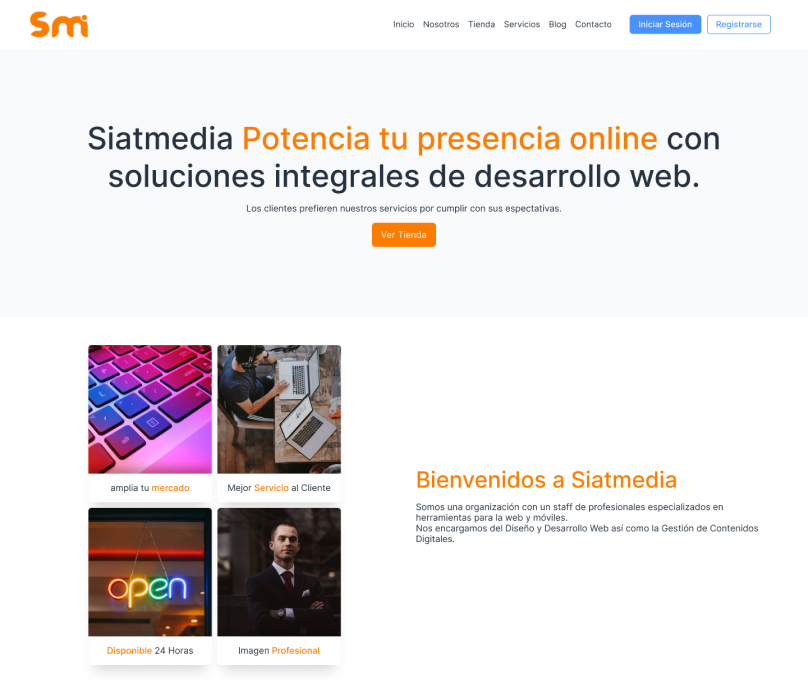 Smi
Inicio Nosotros Tienda Servicios Blog Contacto Iniciar Sesión Registrarse
Siatmedia Potencia tu presencia online con
soluciones integrales de desarrollo web.
Los clientes prefieren nuestros servicios por cumplir con sus espectativas.
Ver Tienda
amplia tu mercado
Mejor Servicio al Cliente
open
Disponible 24 Horas
Imagen Profesional
Bienvenidos a Siatmedia
Somos una organización con un staff de profesionales especializados en
herramientas para la web y móviles.
Nos encargamos del Diseño y Desarrollo Web así como la Gestión de Contenidos
Digitales.